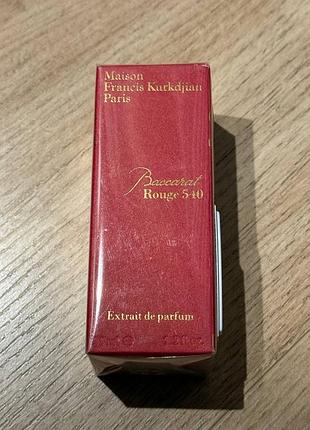 Maison
Francis Kurkdjian
Paris
Baccarat
Rouge 540
Extrait de parfum